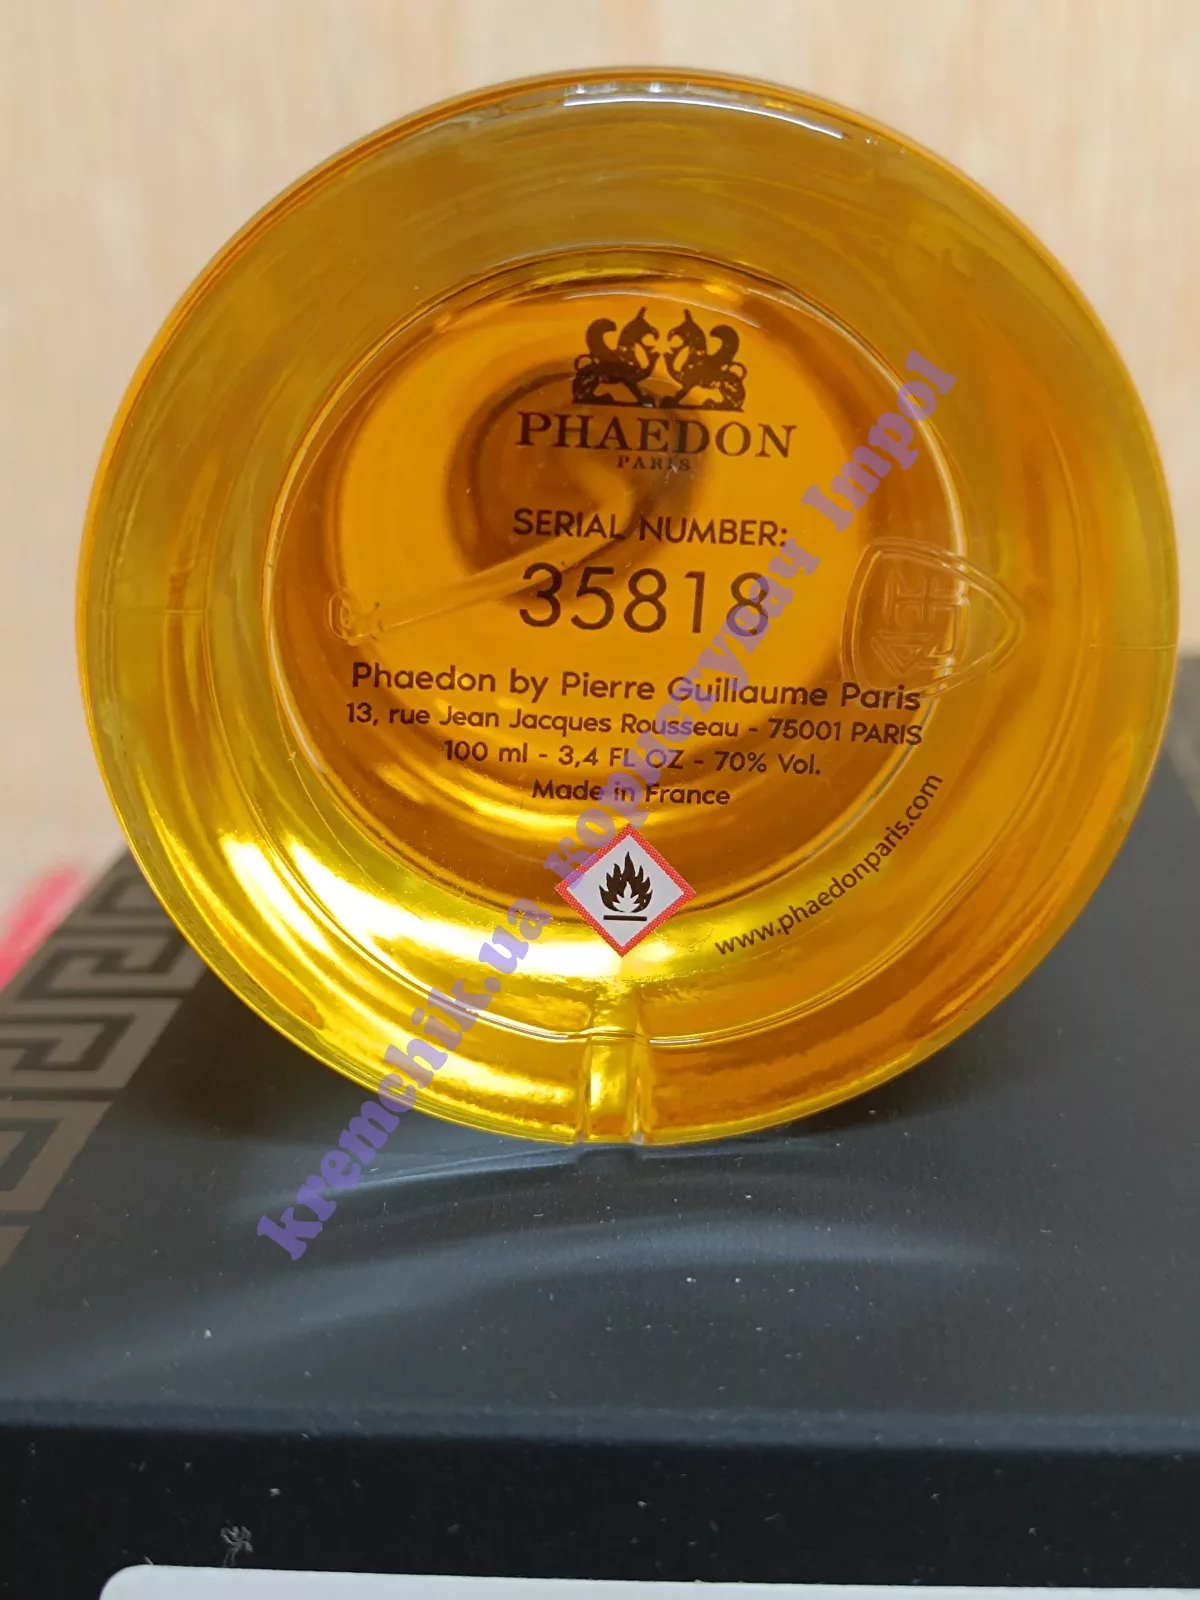 PHAEDON
PARIS
SERIAL NUMBER:
35818
Phaedon by Pierre Guillaume Paris
13, rue Jean Jacques Rousseau - 75001 PARIS
100 ml - 3,4 FL OZ - 70% Vol.
Made in France
www.phaedonparis.com
kremchik.ua Користувач Impol